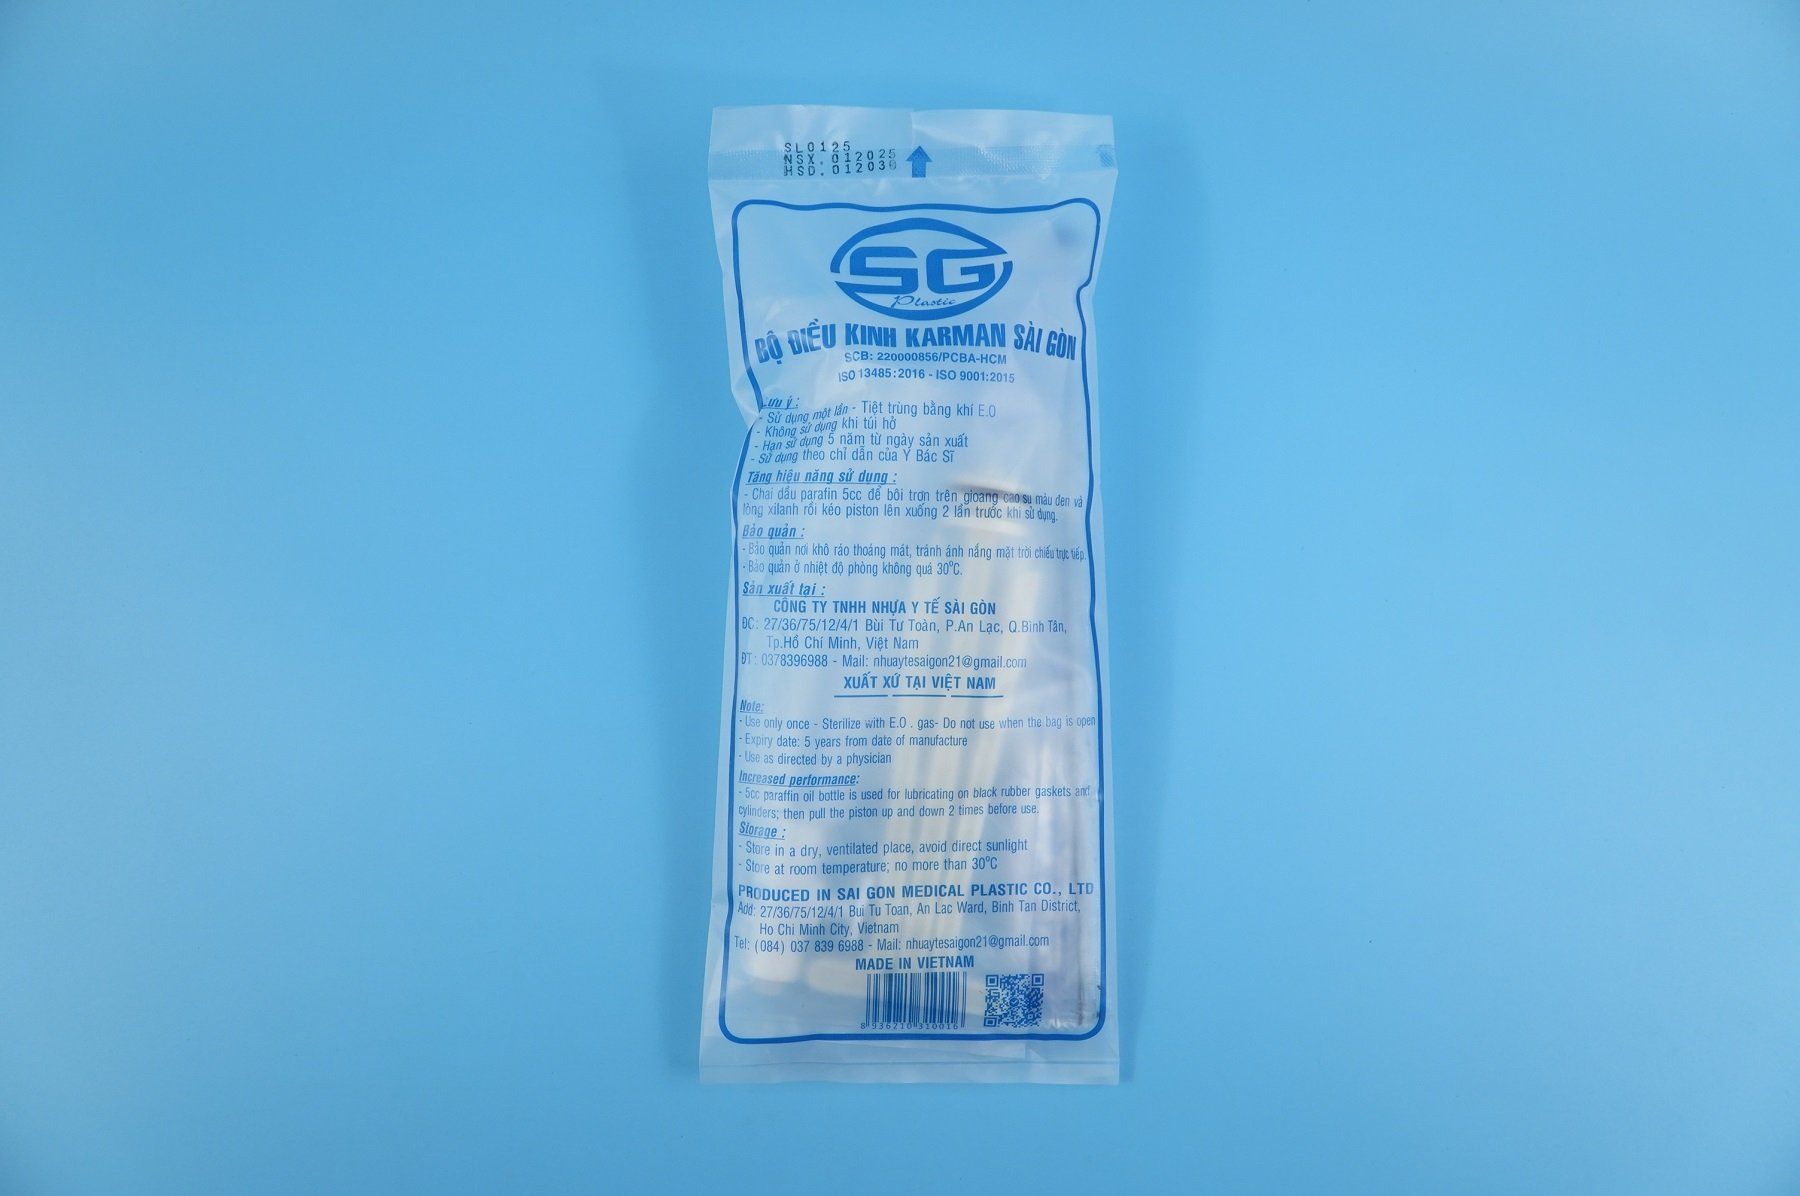 SL0125
NSX.012025
HSD.012030
SG
Plastic
BỘ ĐIỀU KINH KARMAN SÀI GÒN
SCB: 220000856/PCBA-HCM
ISO 13485:2016 - ISO 9001:2015
Lưu ý :
- Sử dụng một lần - Tiệt trùng bằng khí E.O
- Không sử dụng khi túi hở
- Hạn sử dụng 5 năm từ ngày sản xuất
- Sử dụng theo chỉ dẫn của Y Bác Sĩ
Tăng hiệu năng sử dụng :
- Chai dầu parafin 5cc để bôi trơn trên gioang cao su màu đen và
lòng xilanh rồi kéo piston lên xuống 2 lần trước khi sử dụng.
Bảo quản :
- Bảo quản nơi khô ráo thoáng mát, tránh ánh nắng mặt trời chiếu trực tiếp.
- Bảo quản ở nhiệt độ phòng không quá 30°C.
Sản xuất tại :
CÔNG TY TNHH NHỰA Y TẾ SÀI GÒN
ĐC: 27/36/75/12/4/1 Bùi Tư Toàn, P.An Lạc, Q.Bình Tân,
Tp.Hồ Chí Minh, Việt Nam
ĐT: 0378396988 - Mail: nhuaytesaigon21@gmail.com
XUẤT XỨ TẠI VIỆT NAM
Note:
- Use only once - Sterilize with E.O . gas- Do not use when the bag is open
- Expiry date: 5 years from date of manufacture
- Use as directed by a physician
Increased performance:
- 5cc paraffin oil bottle is used for lubricating on black rubber gaskets and
cylinders; then pull the piston up and down 2 times before use.
Storage :
- Store in a dry, ventilated place, avoid direct sunlight
- Store at room temperature; no more than 30°C
PRODUCED IN SAI GON MEDICAL PLASTIC CO., LTD
Add: 27/36/75/12/4/1 Bui Tu Toan, An Lac Ward, Binh Tan District,
Ho Chi Minh City, Vietnam
Tel: (084) 037 839 6988 - Mail: nhuaytesaigon21@gmail.com
MADE IN VIETNAM
8 936210 310016